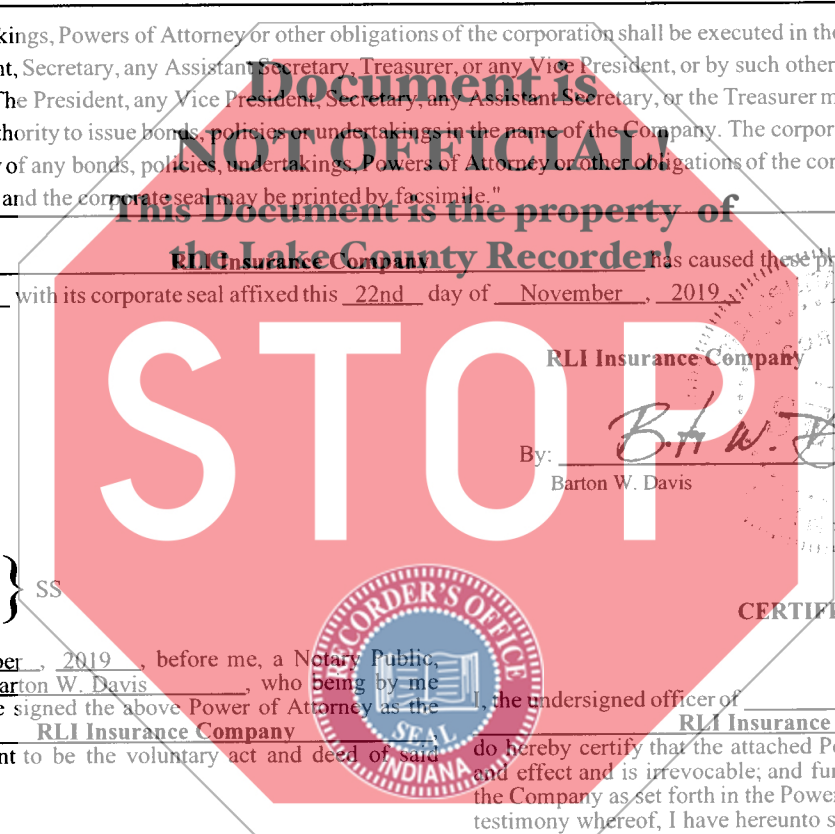 kings, Powers of Attorney or other obligations of the corporation shall be executed in the
nt, Secretary, any Assistant Secretary, Treasurer, or any Vice President, or by such other
The President, any Vice President, Secretary, any Assistant Secretary, or the Treasurer m
thority to issue bonds, policies or undertakings in the name of the Company. The corpor
of any bonds, policies, undertakings, Powers of Attorney or other obligations of the cor
and the corporate seal may be printed by facsimile."
Document is
NOT OFFICIAL!
This Document is the property of
the Lake County Recorder!
RLI Insurance Company has caused these pr
with its corporate seal affixed this 22nd day of November , 2019
RLI Insurance Company
STOP
By:
Barton W. Davis
} SS
RECORDER'S OFFICE
SEAL
INDIANA
CERTIF
ber , 2019 , before me, a Notary Public,
arton W. Davis , who being by me
e signed the above Power of Attorney as the
RLI Insurance Company ,
nt to be the voluntary act and deed of said
I, the undersigned officer of
RLI Insurance
do hereby certify that the attached Po
and effect and is irrevocable; and fur
the Company as set forth in the Power
testimony whereof, I have hereunto s